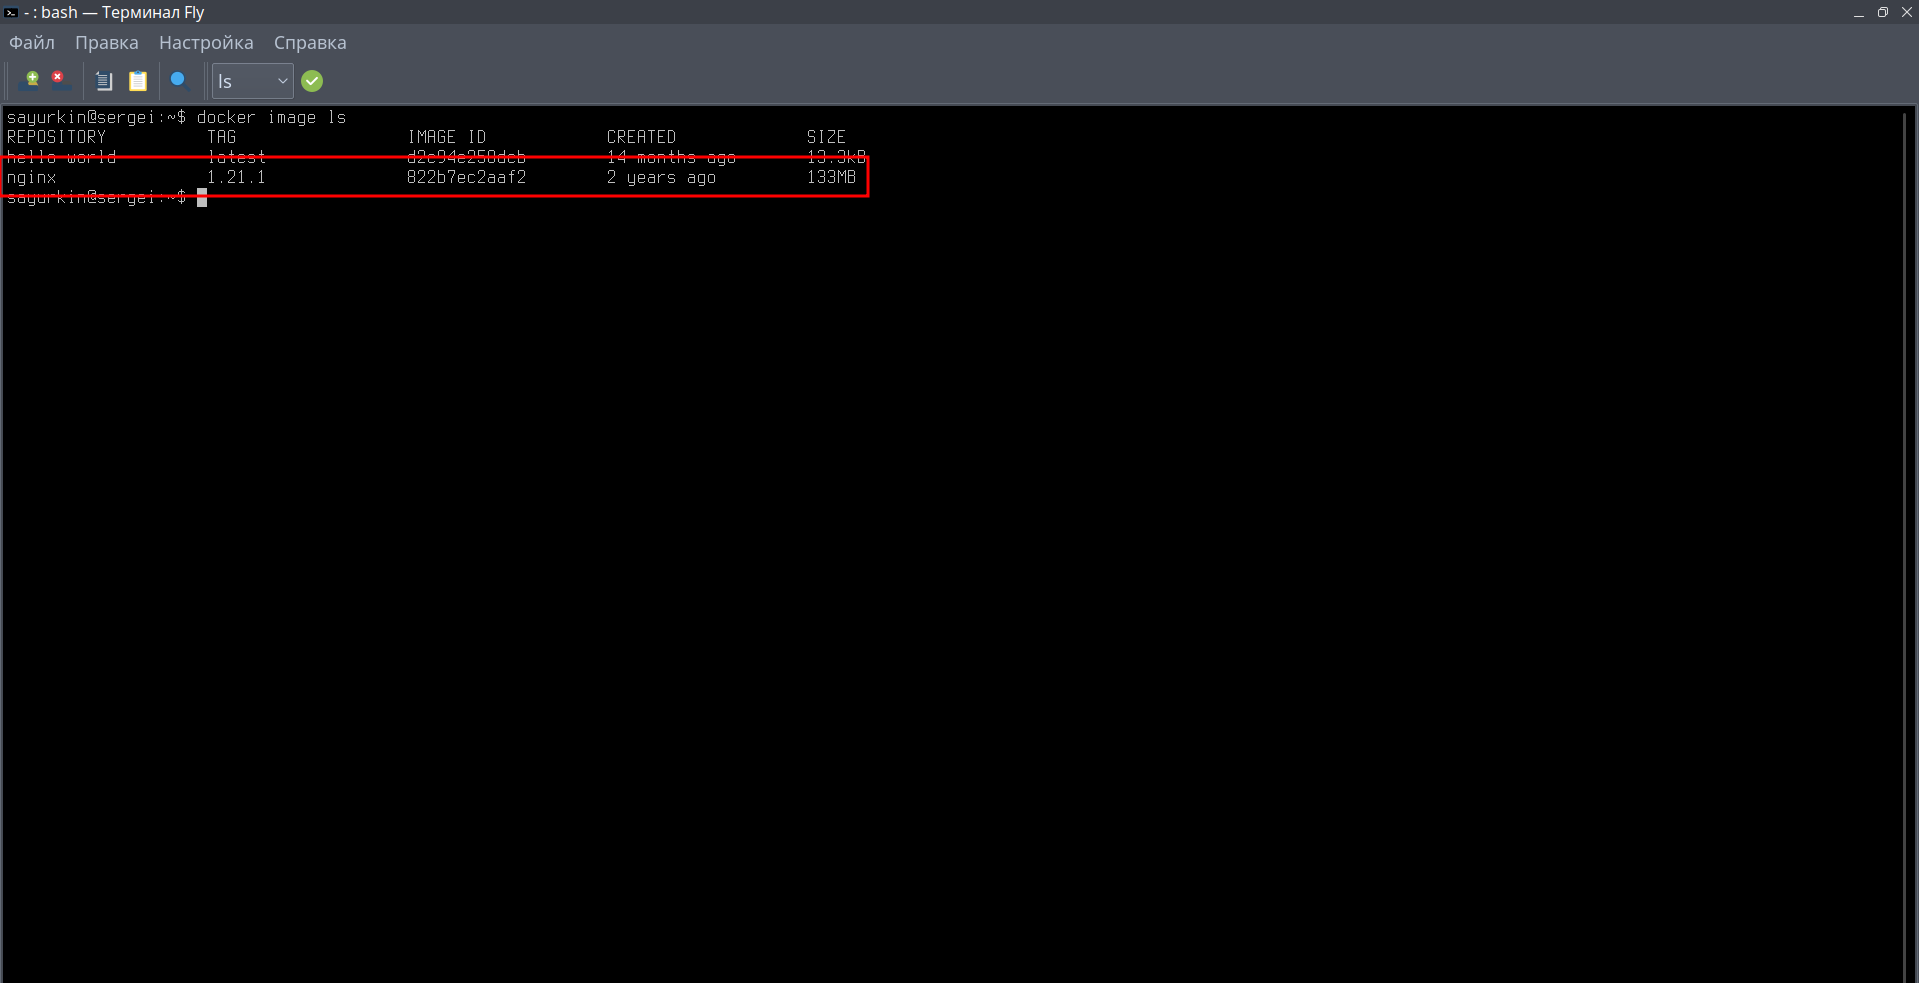 - : bash — Терминал Fly
Файл Правка Настройка Справка
ls
sayurkin@sergei:~$ docker image ls
REPOSITORY TAG IMAGE ID CREATED SIZE
hello-world latest 14 months ago 13.3kB
nginx 1.21.1 822b7ec2aaf2 2 years ago 133MB
sayurkin@sergei:~$